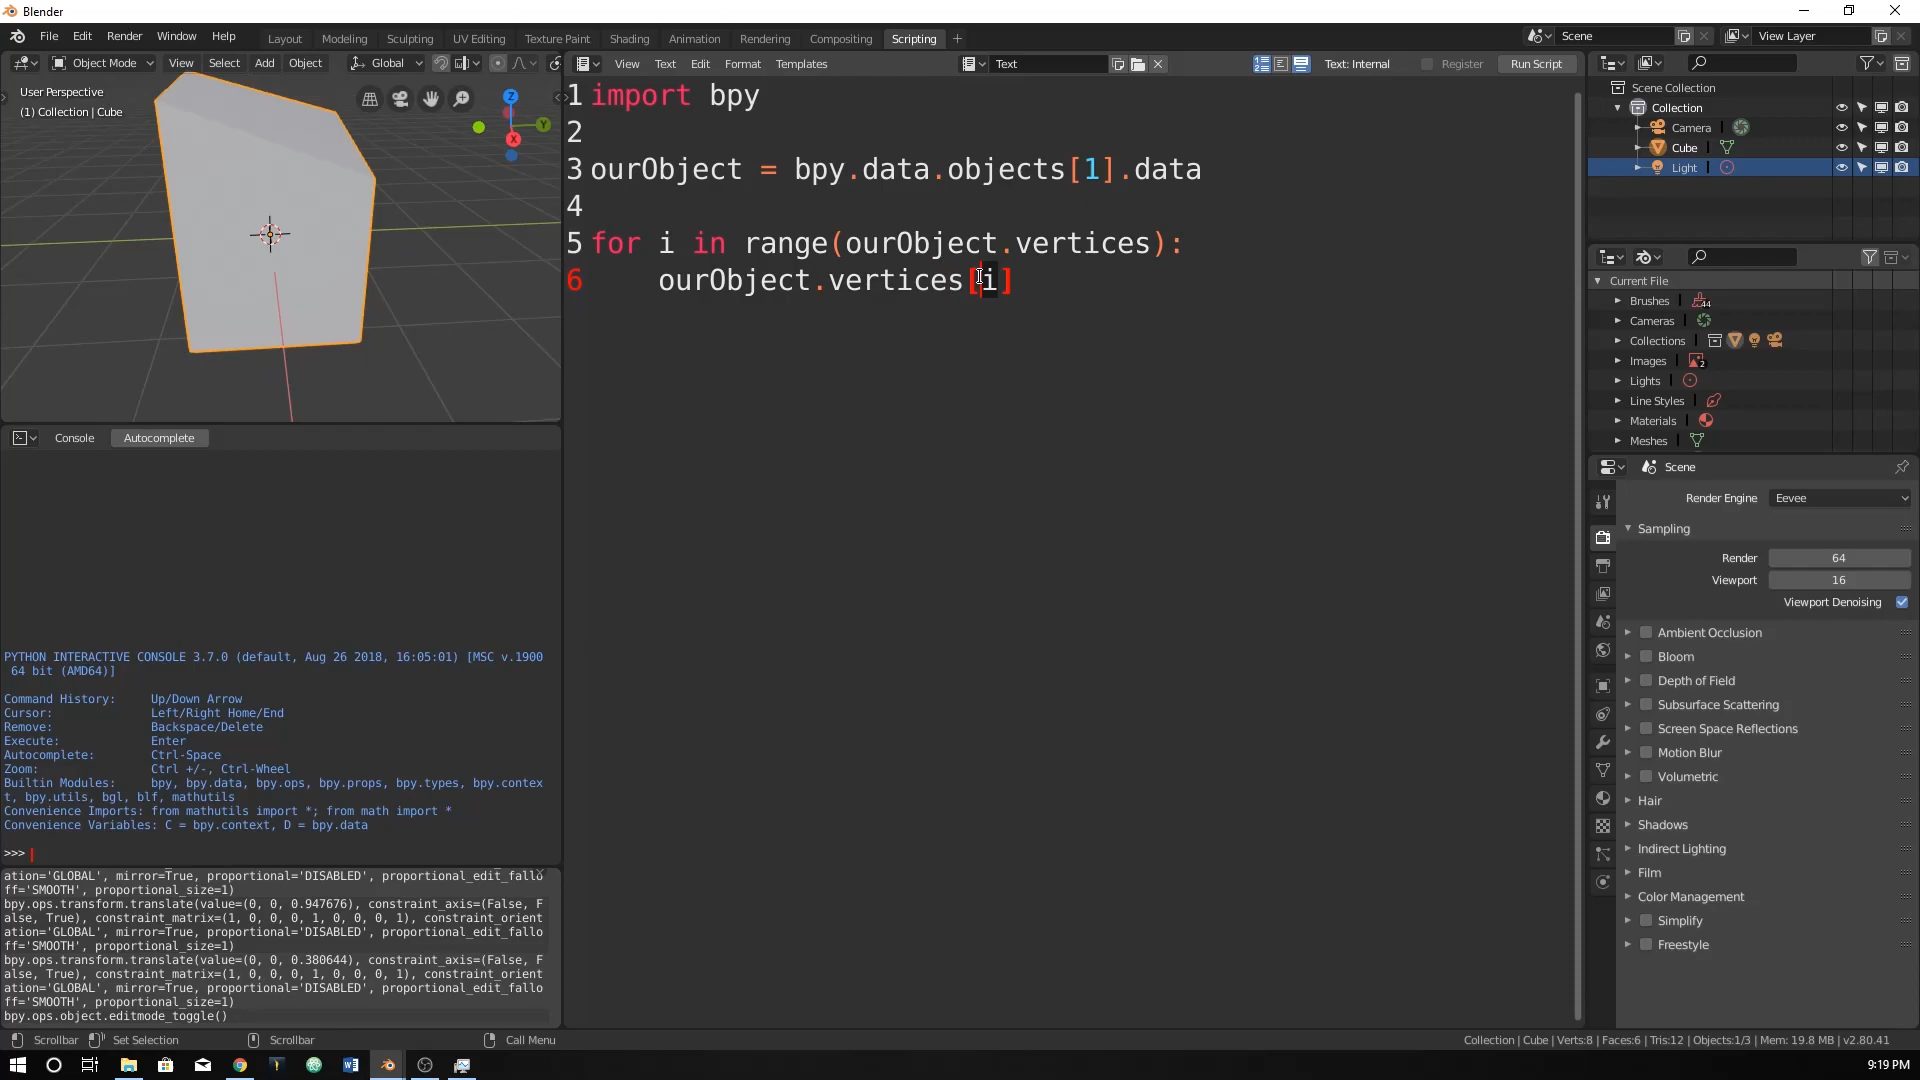 Blender
File Edit Render Window Help Layout Modeling Sculpting UV Editing Texture Paint Shading Animation Rendering Compositing Scripting + Scene View Layer
Object Mode View Select Add Object Global
View Text Edit Format Templates Text Text: Internal Register Run Script
User Perspective
(1) Collection | Cube
Z
Y
X
1 import bpy
2
3 ourObject = bpy.data.objects[1].data
4
5 for i in range(ourObject.vertices):
6 ourObject.vertices[i]
Scene Collection
Collection
Camera
Cube
Light
Current File
Brushes 44
Cameras
Collections
Images 2
Lights
Line Styles
Materials
Meshes
Scene
Render Engine Eevee
Sampling
Render 64
Viewport 16
Viewport Denoising
Ambient Occlusion
Bloom
Depth of Field
Subsurface Scattering
Screen Space Reflections
Motion Blur
Volumetric
Hair
Shadows
Indirect Lighting
Film
Color Management
Simplify
Freestyle
Console Autocomplete
PYTHON INTERACTIVE CONSOLE 3.7.0 (default, Aug 26 2018, 16:05:01) [MSC v.1900
64 bit (AMD64)]
Command History: Up/Down Arrow
Cursor: Left/Right Home/End
Remove: Backspace/Delete
Execute: Enter
Autocomplete: Ctrl-Space
Zoom: Ctrl +/-, Ctrl-Wheel
Builtin Modules: bpy, bpy.data, bpy.ops, bpy.props, bpy.types, bpy.contex
t, bpy.utils, bgl, blf, mathutils
Convenience Imports: from mathutils import *; from math import *
Convenience Variables: C = bpy.context, D = bpy.data
>>>
ation='GLOBAL', mirror=True, proportional='DISABLED', proportional_edit_fallo
ff='SMOOTH', proportional_size=1)
bpy.ops.transform.translate(value=(0, 0, 0.947676), constraint_axis=(False, F
alse, True), constraint_matrix=(1, 0, 0, 0, 1, 0, 0, 0, 1), constraint_orient
ation='GLOBAL', mirror=True, proportional='DISABLED', proportional_edit_fallo
ff='SMOOTH', proportional_size=1)
bpy.ops.transform.translate(value=(0, 0, 0.380644), constraint_axis=(False, F
alse, True), constraint_matrix=(1, 0, 0, 0, 1, 0, 0, 0, 1), constraint_orient
ation='GLOBAL', mirror=True, proportional='DISABLED', proportional_edit_fallo
ff='SMOOTH', proportional_size=1)
bpy.ops.object.editmode_toggle()
Scrollbar Set Selection Scrollbar Call Menu Collection | Cube | Verts:8 | Faces:6 | Tris:12 | Objects:1/3 | Mem: 19.8 MB | v2.80.41
9:19 PM